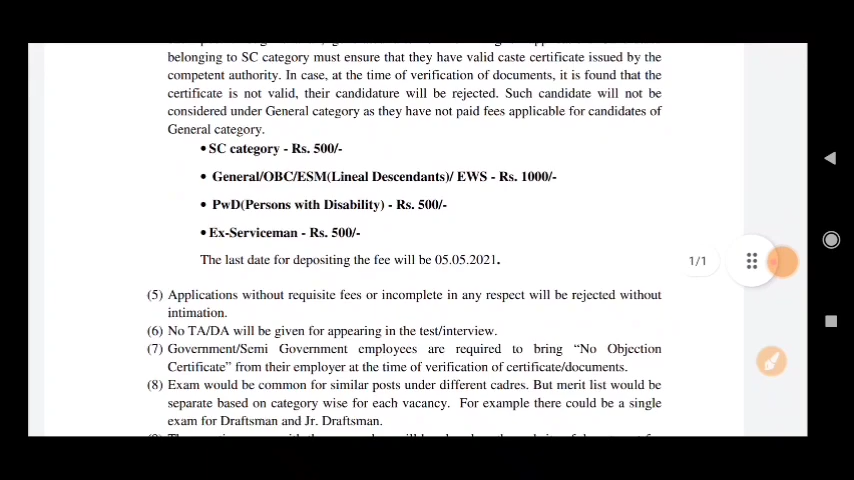 belonging to SC category must ensure that they have valid caste certificate issued by the
competent authority. In case, at the time of verification of documents, it is found that the
certificate is not valid, their candidature will be rejected. Such candidate will not be
considered under General category as they have not paid fees applicable for candidates of
General category.
• SC category - Rs. 500/-
• General/OBC/ESM(Lineal Descendants)/ EWS - Rs. 1000/-
• PwD(Persons with Disability) - Rs. 500/-
• Ex-Serviceman - Rs. 500/-
The last date for depositing the fee will be 05.05.2021.
1/1
(5) Applications without requisite fees or incomplete in any respect will be rejected without
intimation.
(6) No TA/DA will be given for appearing in the test/interview.
(7) Government/Semi Government employees are required to bring “No Objection
Certificate” from their employer at the time of verification of certificate/documents.
(8) Exam would be common for similar posts under different cadres. But merit list would be
separate based on category wise for each vacancy. For example there could be a single
exam for Draftsman and Jr. Draftsman.